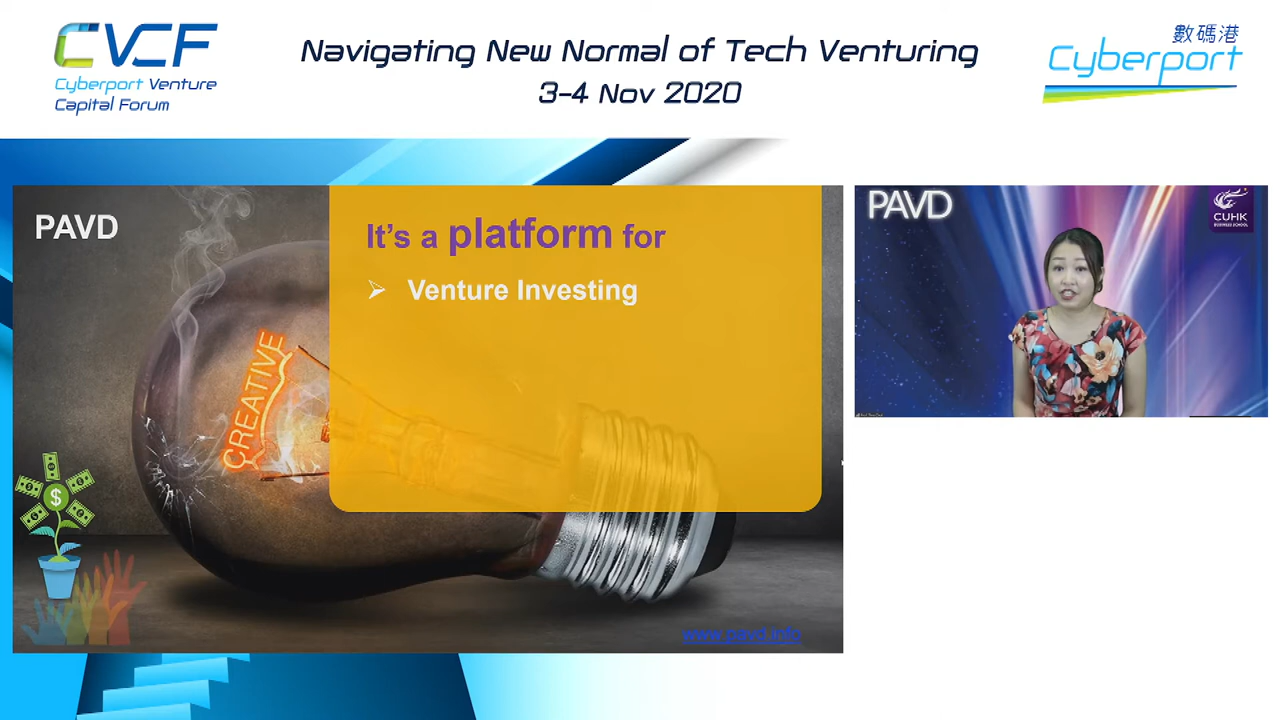 CVCF
Cyberport Venture
Capital Forum
Navigating New Normal of Tech Venturing
3-4 Nov 2020
數碼港
Cyberport
PAVD
It's a platform for
➢ Venture Investing
CREATIVE
$
www.pavd.info
PAVD
CUHK
BUSINESS SCHOOL